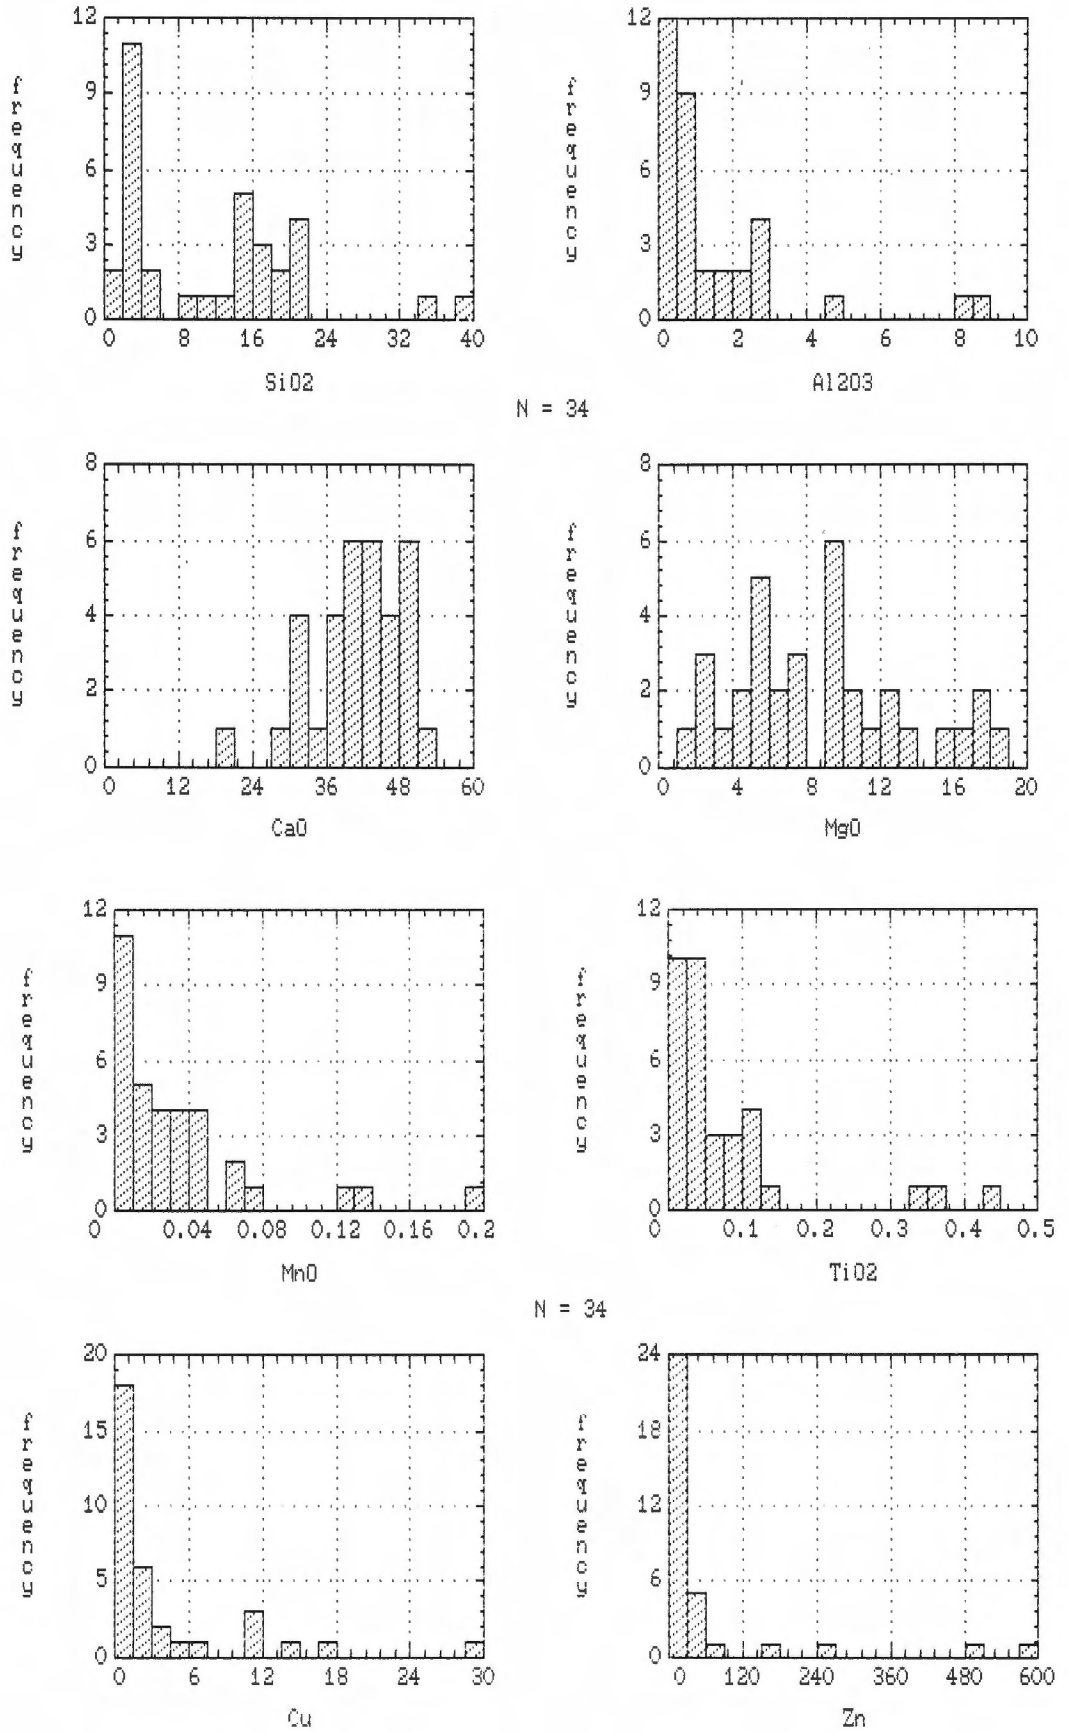 12 12
9 9
6 6
3 3
0 0
frequency frequency
0 8 16 24 32 40 0 2 4 6 8 10
SiO2 Al2O3
N = 34
8 8
6 6
4 4
2 2
0 0
frequency frequency
0 12 24 36 48 60 0 4 8 12 16 20
CaO MgO
12 12
9 9
6 6
3 3
0 0
frequency frequency
0 0.04 0.08 0.12 0.16 0.2 0 0.1 0.2 0.3 0.4 0.5
MnO TiO2
N = 34
20 24
15 18
10 12
5 6
0 0
frequency frequency
0 6 12 18 24 30 0 120 240 360 480 600
Cu Zn